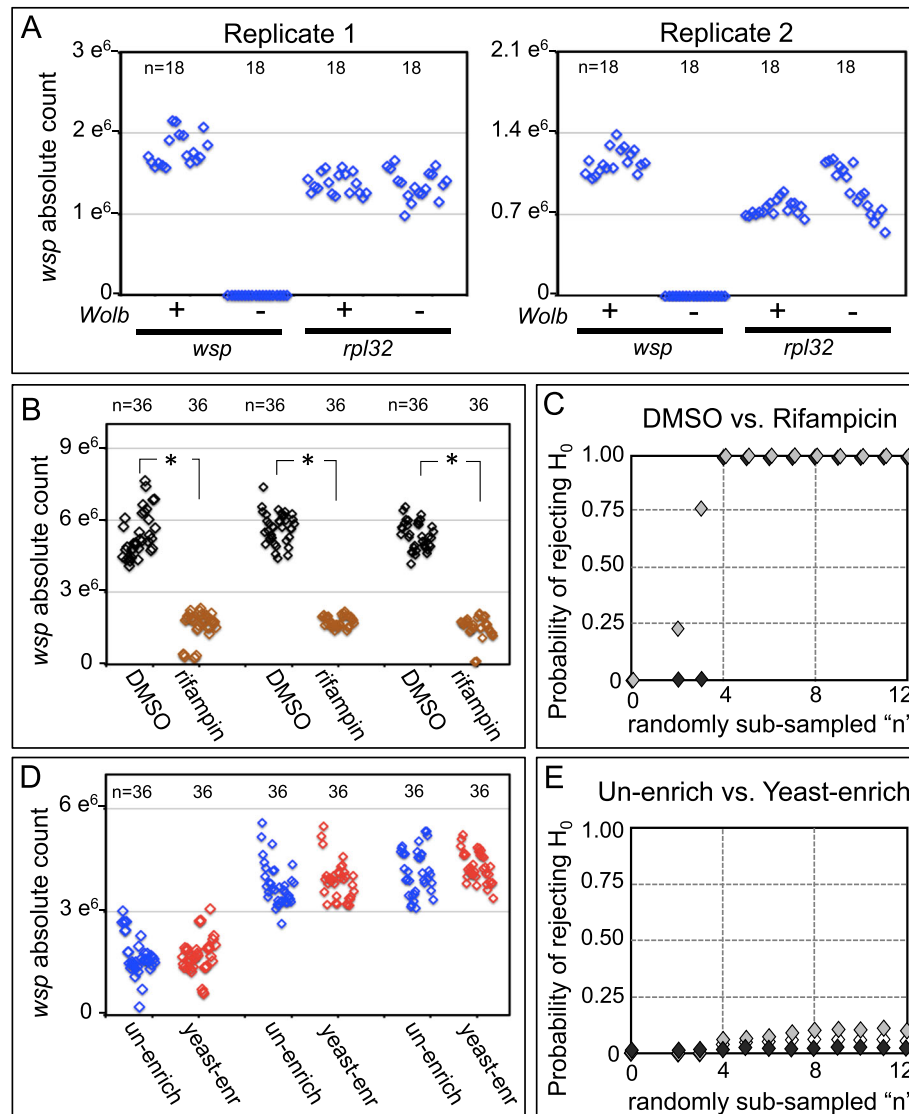 A
Replicate 1
Replicate 2
wsp absolute count
3 e6
2 e6
1 e6
0
n=18 18 18 18
Wolb + - + -
wsp rpl32
2.1 e6
1.4 e6
0.7 e6
0
n=18 18 18 18
+ - + -
wsp rpl32
B
n=36 36 n=36 36 n=36 36
wsp absolute count
9 e6
6 e6
3 e6
0
* * *
DMSO rifampin DMSO rifampin DMSO rifampin
C
DMSO vs. Rifampicin
Probability of rejecting H0
1.00
0.75
0.50
0.25
0
0 4 8 12
randomly sub-sampled “n”
D
n=36 36 36 36 36 36
wsp absolute count
6 e6
3 e6
0
un-enrich yeast-enr un-enrich yeast-enr un-enrich yeast-enr
E
Un-enrich vs. Yeast-enrich
Probability of rejecting H0
1.00
0.75
0.50
0.25
0
0 4 8 12
randomly sub-sampled “n”